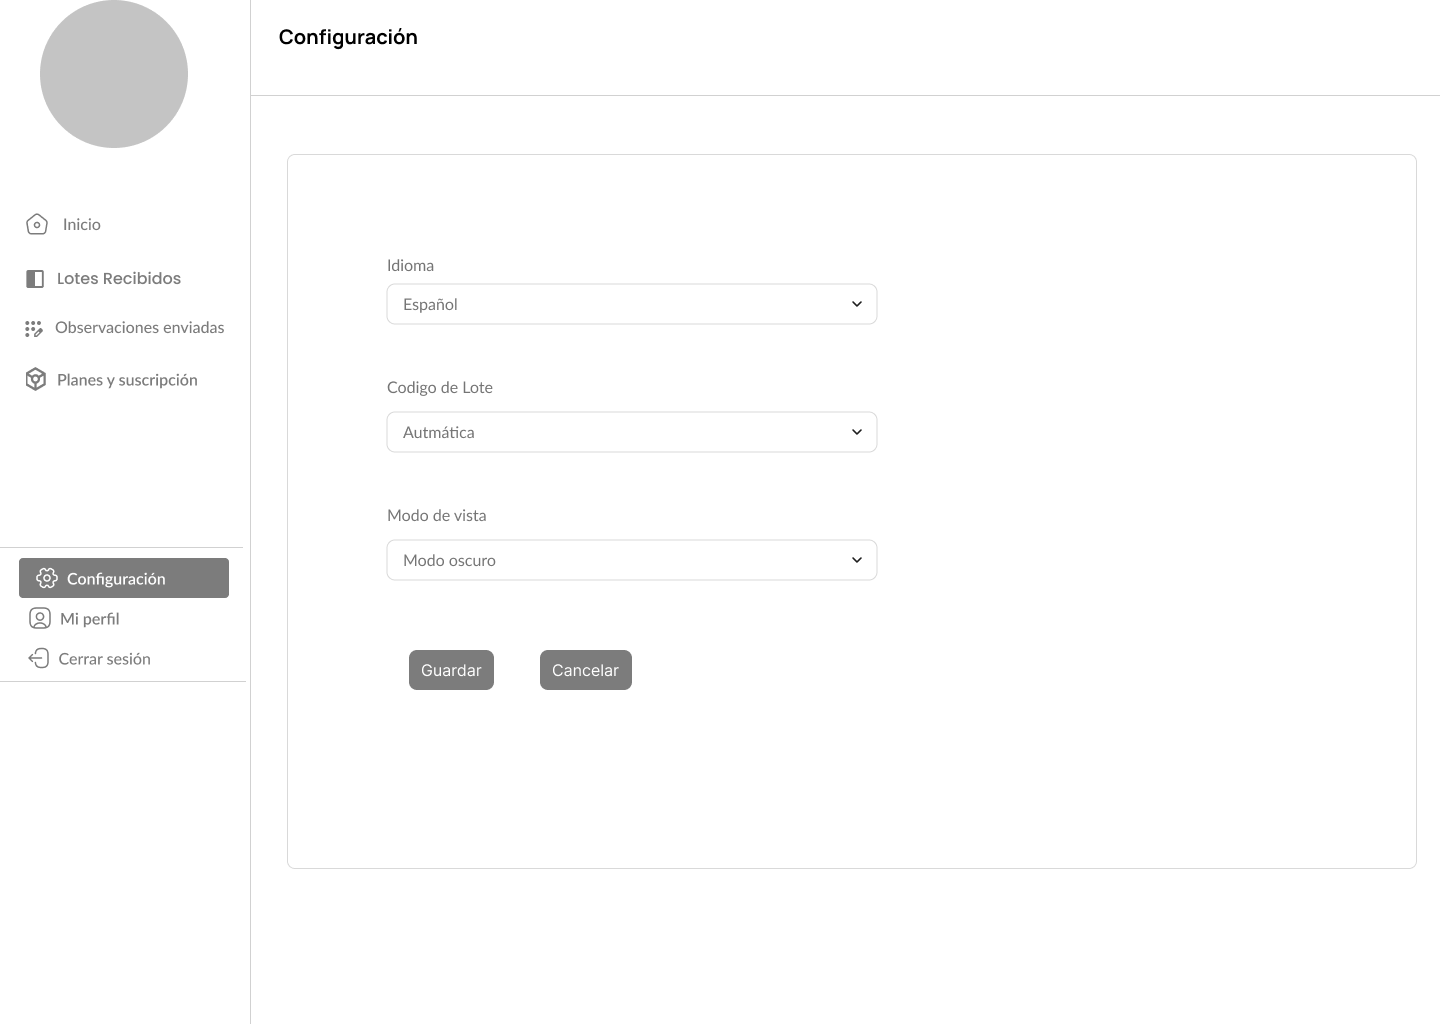 Configuración
Inicio
Lotes Recibidos
Observaciones enviadas
Planes y suscripción
Configuración
Mi perfil
Cerrar sesión
Idioma
Español
Codigo de Lote
Autmática
Modo de vista
Modo oscuro
Guardar
Cancelar